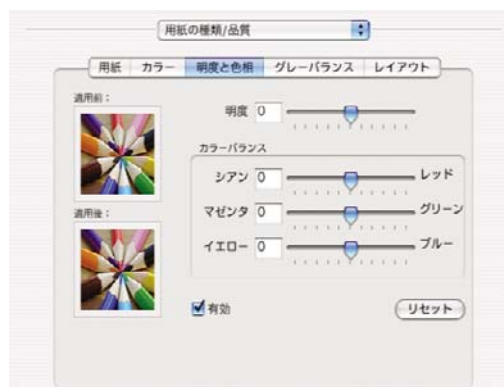 用紙の種類/品質
用紙 カラー 明度と色相 グレーバランス レイアウト
適用前：
明度 0
カラーバランス
シアン 0 レッド
マゼンタ 0 グリーン
適用後：
イエロー 0 ブルー
有効 リセット